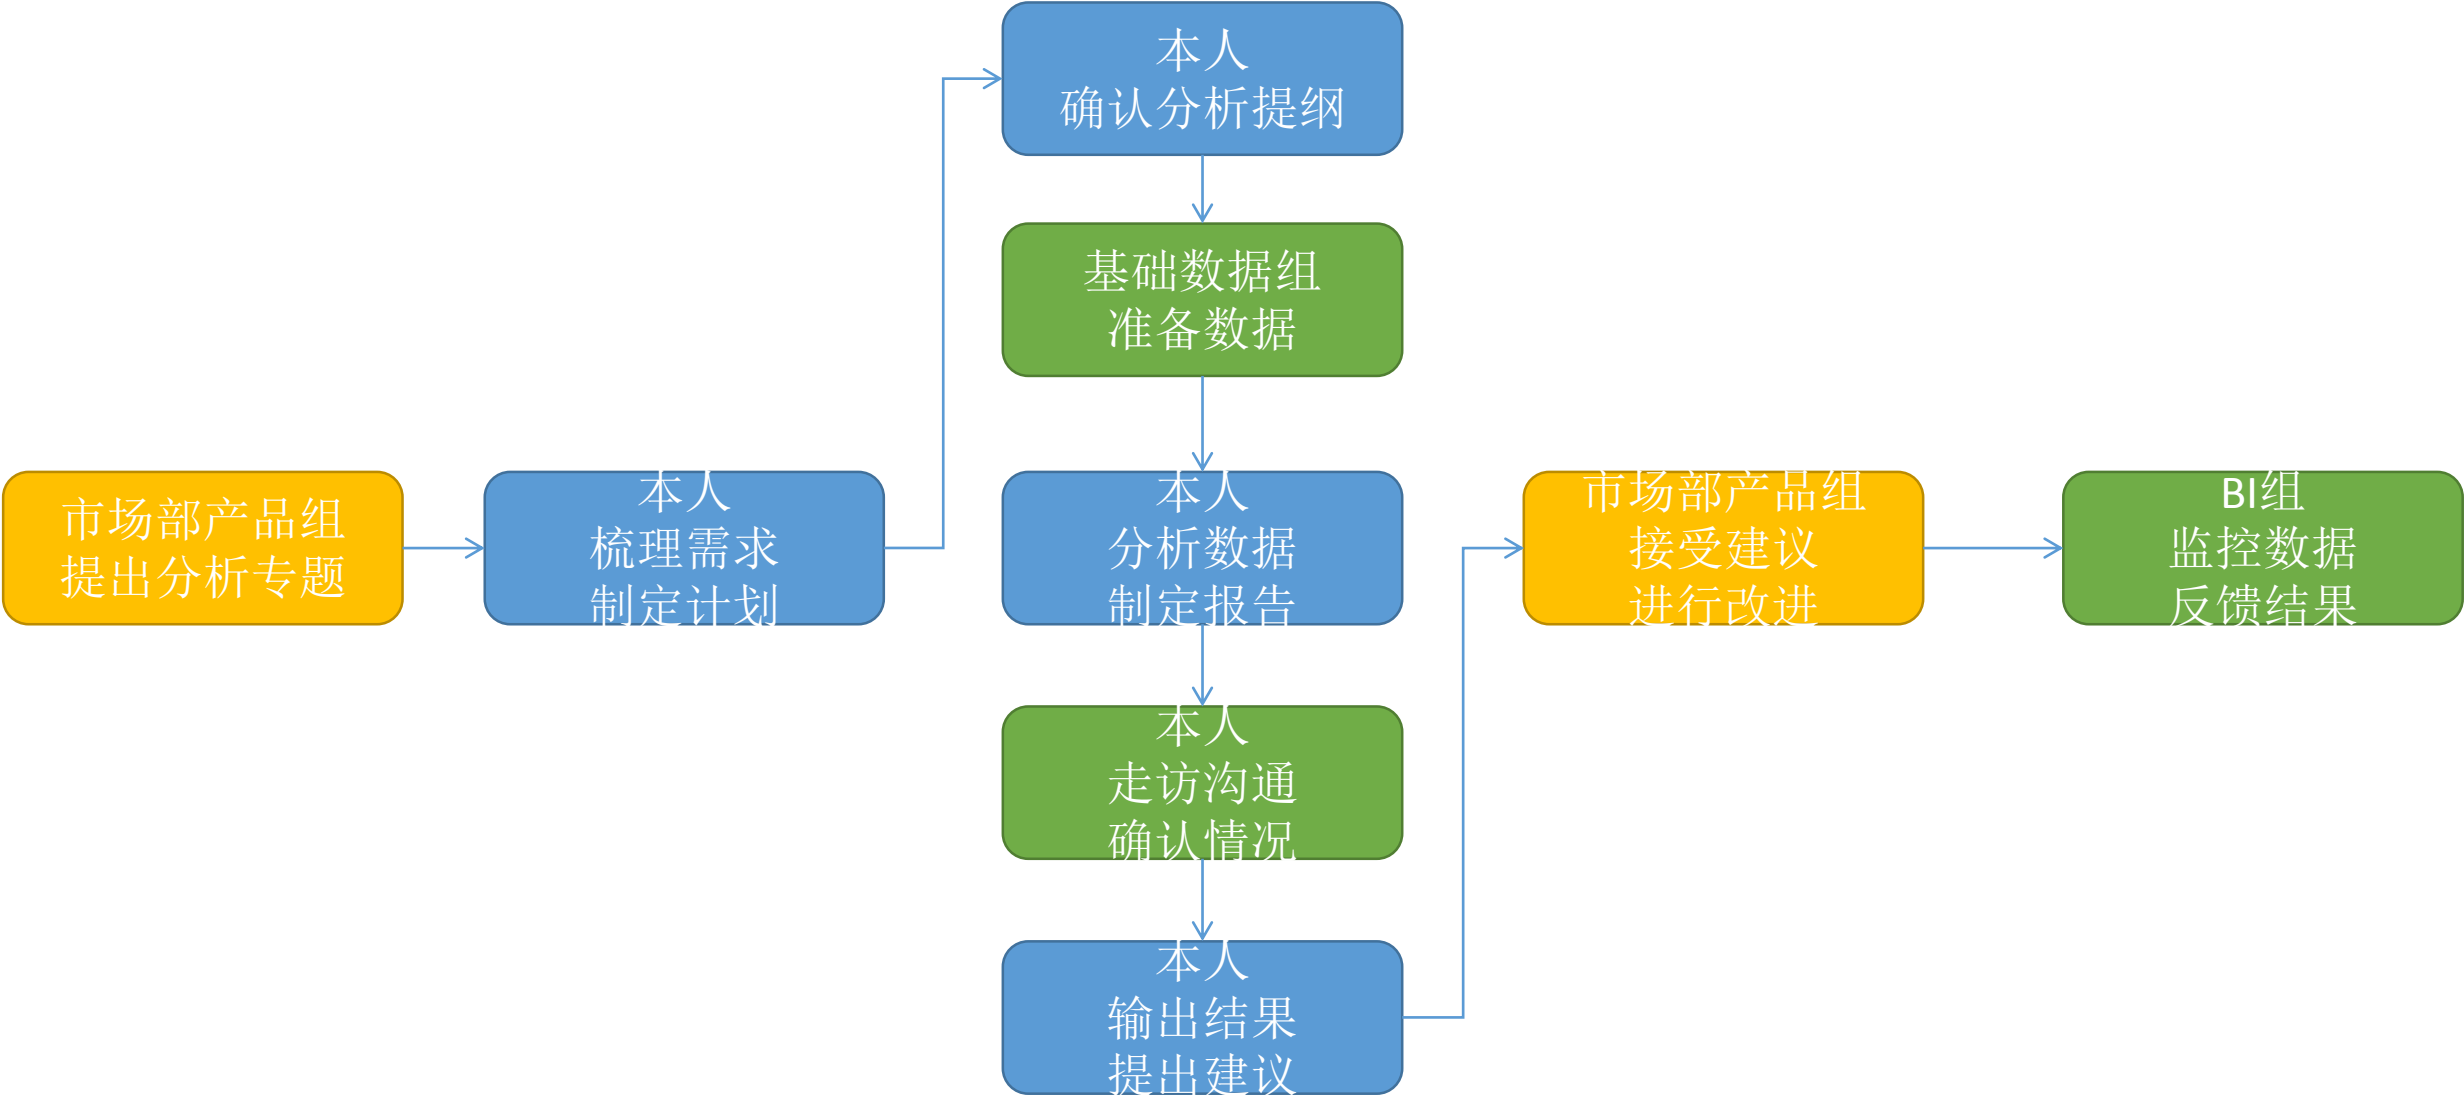 市场部产品组
提出分析专题
本人
梳理需求
制定计划
本人
确认分析提纲
基础数据组
准备数据
本人
分析数据
制定报告
本人
走访沟通
确认情况
本人
输出结果
提出建议
市场部产品组
接受建议
进行改进
BI组
监控数据
反馈结果